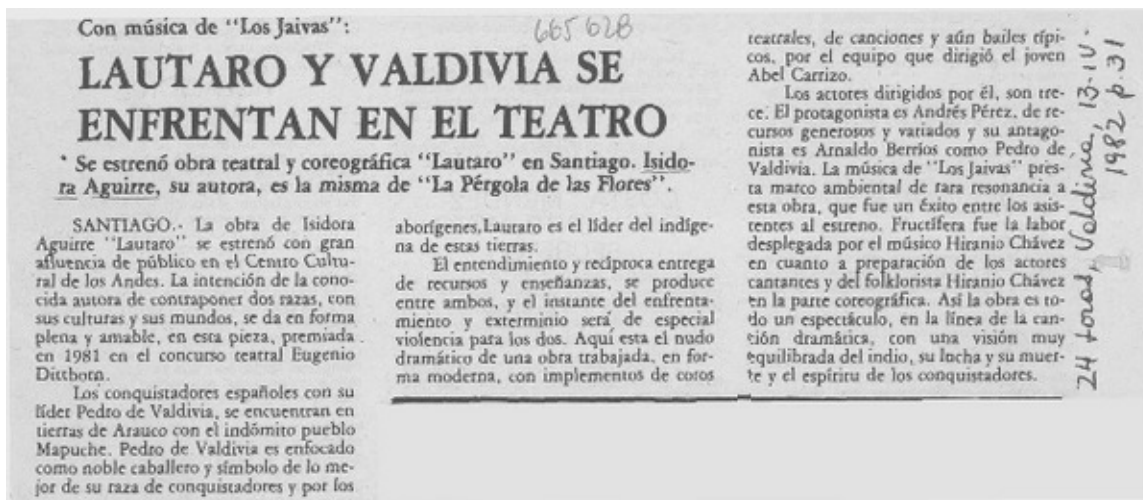 Con música de "Los Jaivas":
665628
LAUTARO Y VALDIVIA SE
ENFRENTAN EN EL TEATRO
* Se estrenó obra teatral y coreográfica "Lautaro" en Santiago. Isido-
ra Aguirre, su autora, es la misma de "La Pérgola de las Flores".
SANTIAGO.- La obra de Isidora
Aguirre "Lautaro" se estrenó con gran
afluencia de público en el Centro Cultu-
ral de los Andes. La intención de la cono-
cida autora de contraponer dos razas, con
sus culturas y sus mundos, se da en forma
plena y amable, en esta pieza, premiada
en 1981 en el concurso teatral Eugenio
Dittborn.
Los conquistadores españoles con su
líder Pedro de Valdivia, se encuentran en
tierras de Arauco con el indómito pueblo
Mapuche. Pedro de Valdivia es enfocado
como noble caballero y símbolo de lo me-
jor de su raza de conquistadores y por los
aborígenes,Lautaro es el líder del indíge-
na de estas tierras.
El entendimiento y recíproca entrega
de recursos y enseñanzas, se produce
entre ambos, y el instante del enfrenta-
miento y exterminio será de especial
violencia para los dos. Aquí esta el nudo
dramático de una obra trabajada, en for-
ma moderna, con implementos de coros
teatrales, de canciones y aún bailes típi-
cos, por el equipo que dirigió el joven
Abel Carrizo.
Los actores dirigidos por él, son tre-
ce. El protagonista es Andrés Pérez, de re-
cursos generosos y variados y su antago-
nista es Arnaldo Berríos como Pedro de
Valdivia. La música de "Los Jaivas" pres-
ta marco ambiental de rara resonancia a
esta obra, que fue un éxito entre los asis-
tentes al estreno. Fructífera fue la labor
desplegada por el músico Hiranio Chávez
en cuanto a preparación de los actores
cantantes y del folklorista Hiranio Chávez
en la parte coreográfica. Así la obra es to-
do un espectáculo, en la línea de la can-
ción dramática, con una visión muy
equilibrada del indio, su lucha y su muer-
te y el espíritu de los conquistadores.
24 horas, Valdivia, 13-IV-
1982 p.31